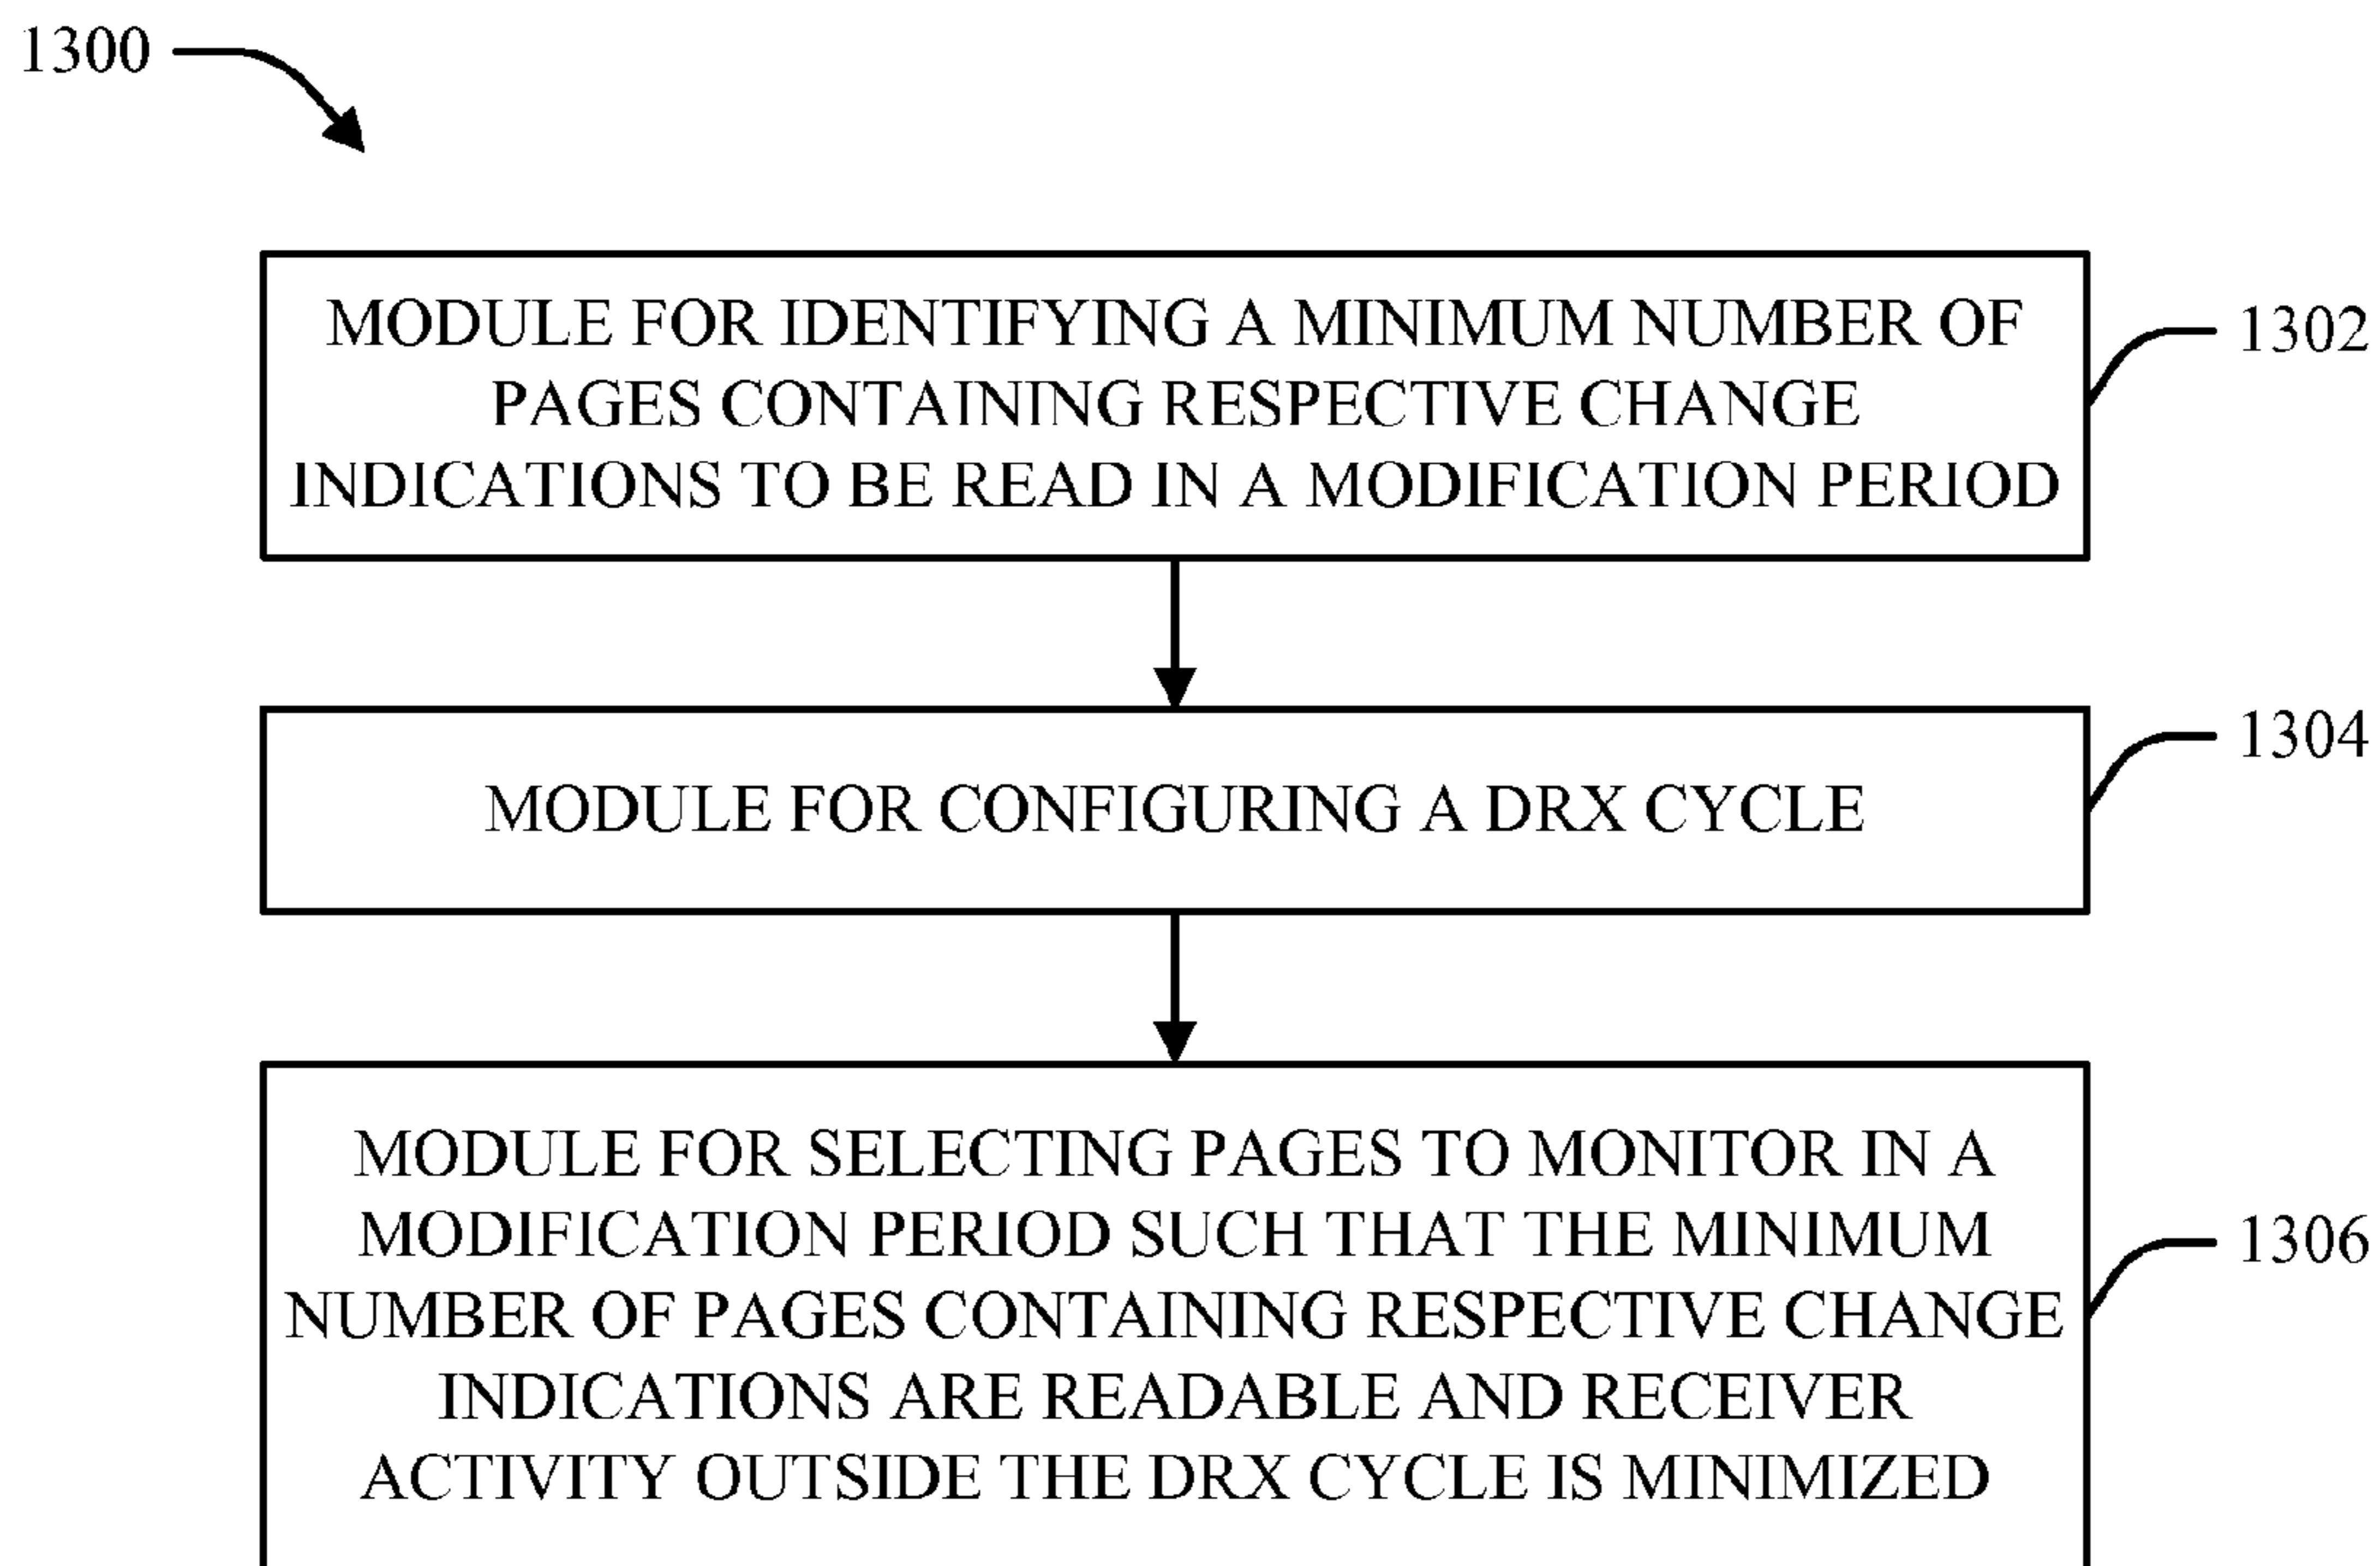 1300
MODULE FOR IDENTIFYING A MINIMUM NUMBER OF
PAGES CONTAINING RESPECTIVE CHANGE
INDICATIONS TO BE READ IN A MODIFICATION PERIOD
1302
MODULE FOR CONFIGURING A DRX CYCLE
1304
MODULE FOR SELECTING PAGES TO MONITOR IN A
MODIFICATION PERIOD SUCH THAT THE MINIMUM
NUMBER OF PAGES CONTAINING RESPECTIVE CHANGE
INDICATIONS ARE READABLE AND RECEIVER
ACTIVITY OUTSIDE THE DRX CYCLE IS MINIMIZED
1306